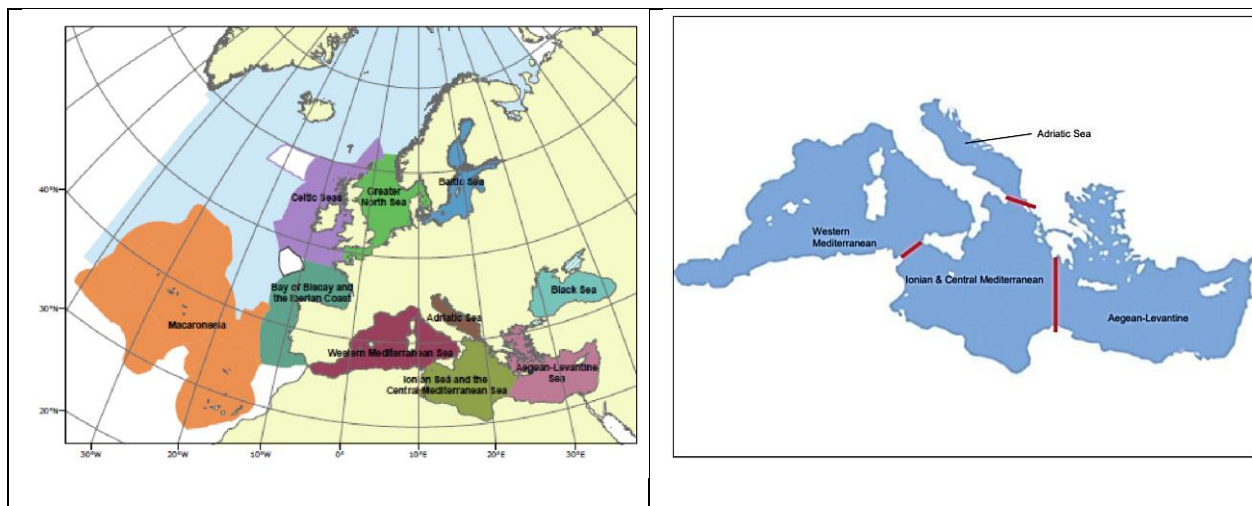 40°N
30°N
20°N
30°W
20°W
10°W
0°
10°E
20°E
30°E
Celtic Seas
Greater
North Sea
Baltic Sea
Bay of Biscay and
the Iberian Coast
Macaronesia
Black Sea
Adriatic Sea
Western Mediterranean Sea
Ionian Sea and the
Central Mediterranean Sea
Aegean-Levantine
Sea
Adriatic Sea
Western
Mediterranean
Ionian & Central Mediterranean
Aegean-Levantine